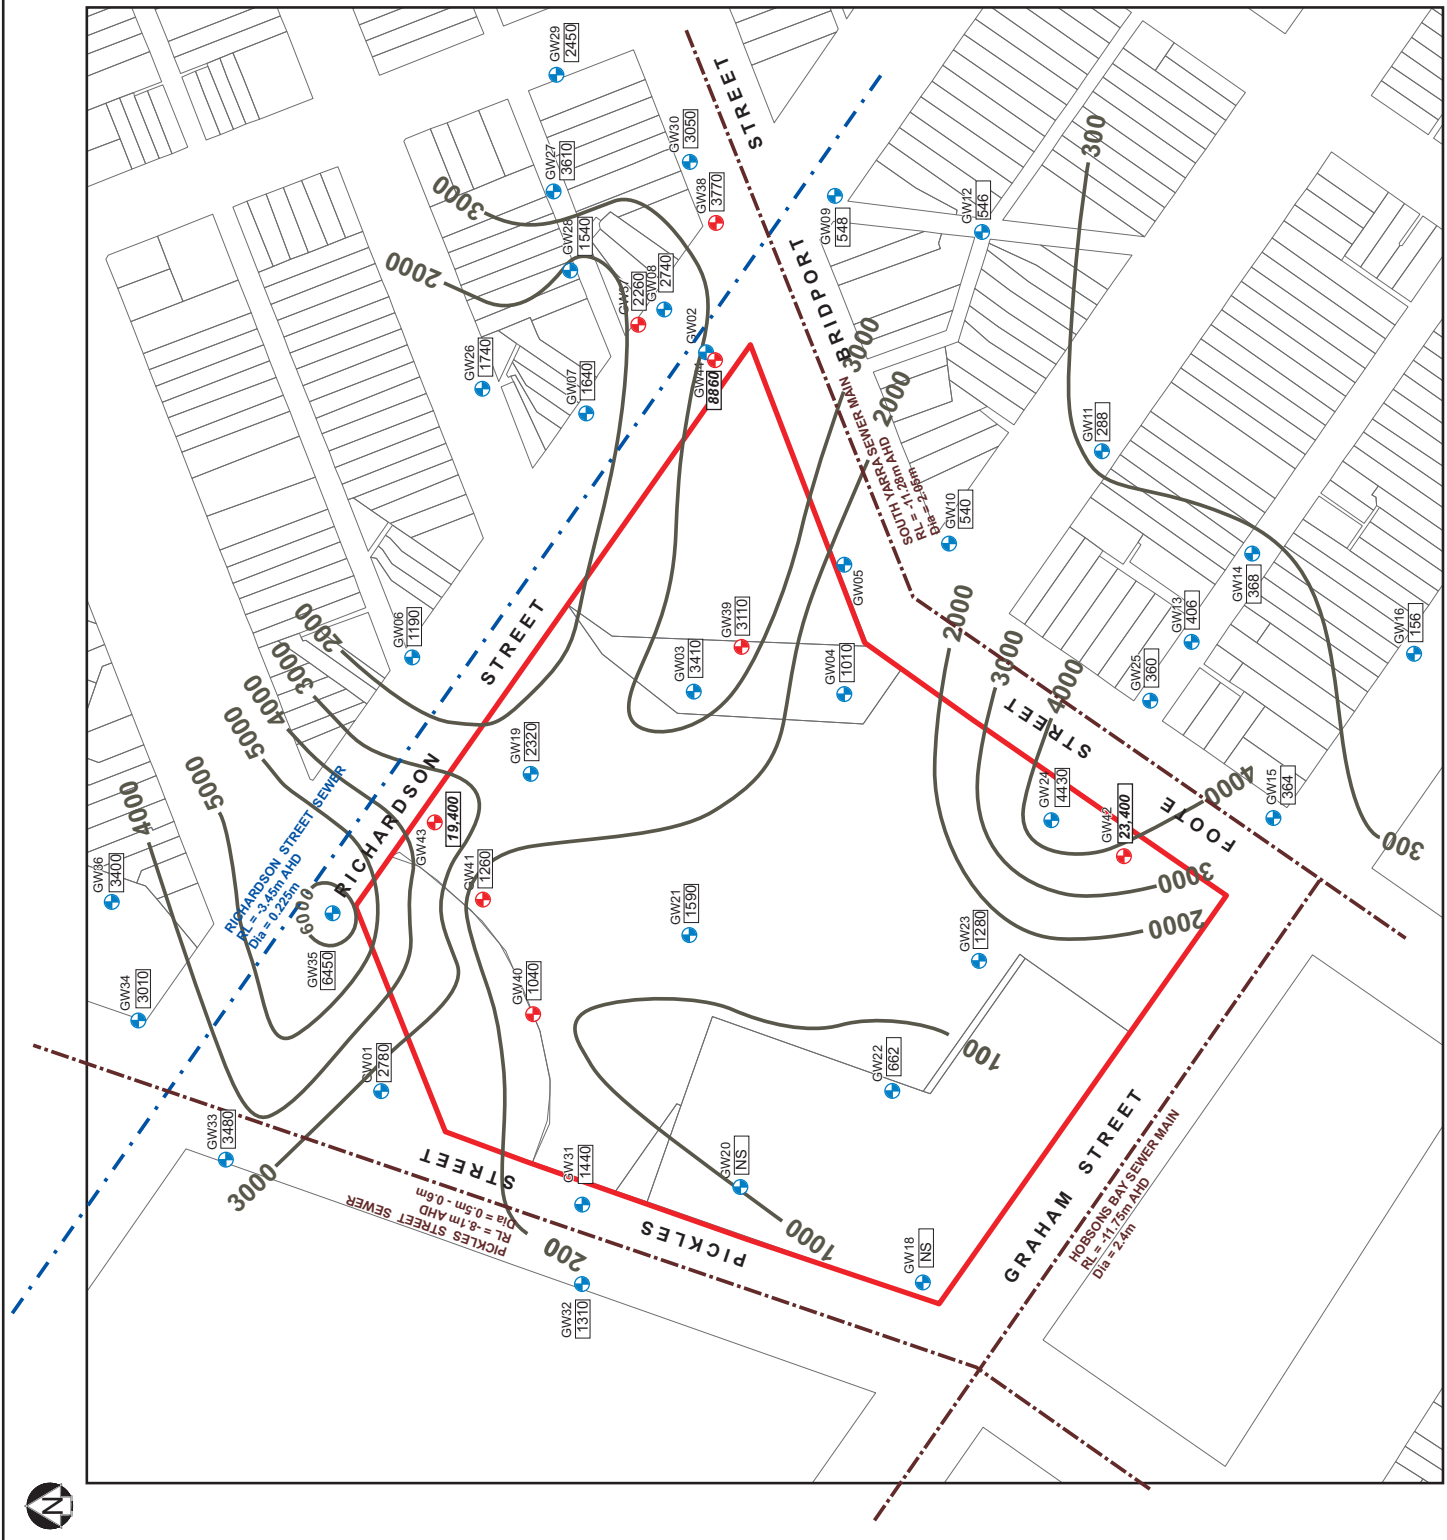 N
GW29
2450
GW30
3050
GW27
3610
GW38
3770
GW28
1540
GW37
2260
GW08
2740
GW09
548
GW12
546
GW02
GW44
8860
GW26
1740
GW07
1640
GW11
288
GW10
540
GW05
GW06
1190
GW39
3110
GW03
3410
GW04
1010
GW14
368
GW13
406
GW25
360
GW16
156
GW19
2320
GW43
19,400
GW24
4430
GW42
23,400
GW15
364
GW36
3400
GW35
6450
GW41
1260
GW21
1590
GW23
1280
GW34
3010
GW40
1040
GW01
2780
GW22
662
GW33
3480
GW31
1440
GW20
NS
GW18
NS
GW32
1310
300
3000
2000
3000
2000
2000
3000
4000
5000
5000
4000
6000
2000
3000
4000
4000
3000
2000
300
100
1000
200
3000
BRIDPORT STREET
RICHARDSON STREET
FOOTE STREET
GRAHAM STREET
PICKLES STREET
RICHARDSON STREET SEWER
RL = -3.45m AHD
Dia = 0.225m
SOUTH YARRA SEWER MAIN
RL = -11.28m AHD
Dia = 2.05m
PICKLES STREET SEWER
RL = -8.1m AHD
Dia = 0.5m - 0.6m
HOBSONS BAY SEWER MAIN
RL = -11.75m AHD
Dia = 2.4m